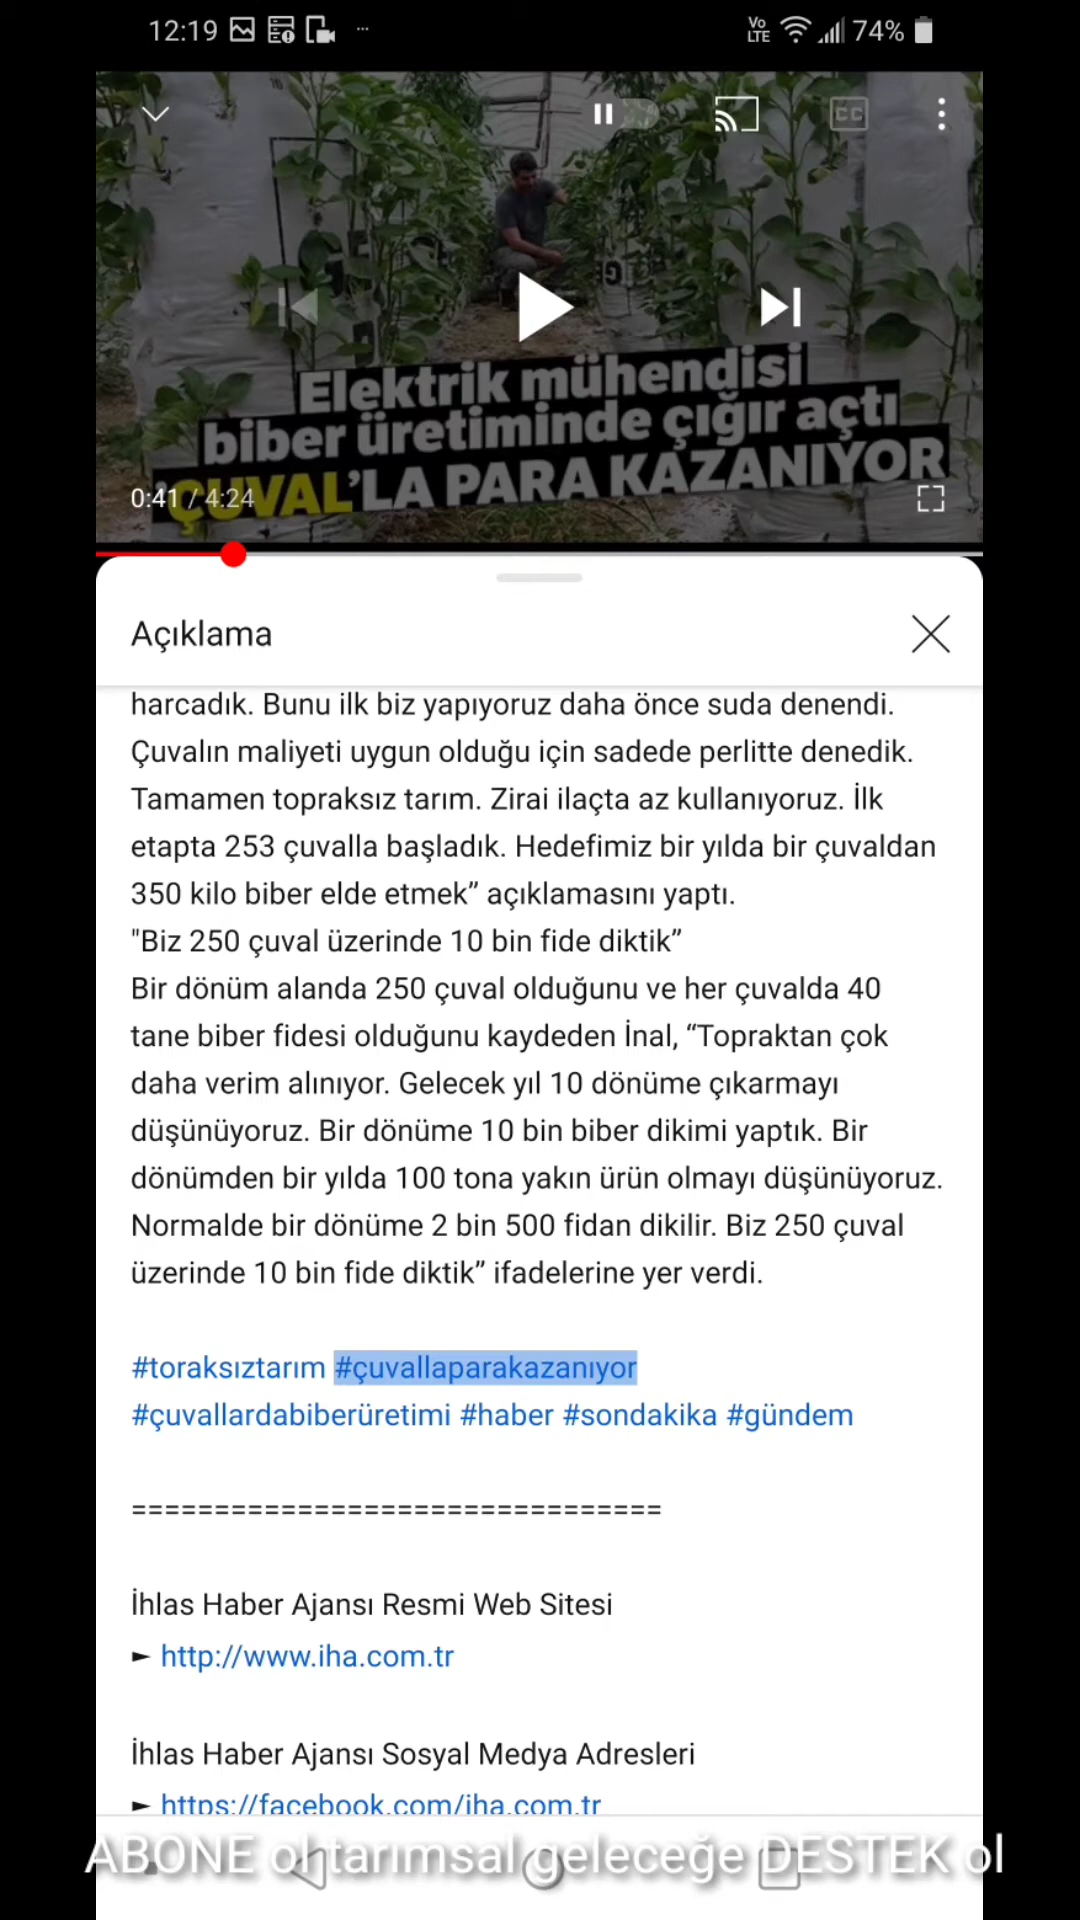 12:19
Vo LTE 74%
CC
Elektrik mühendisi
biber üretiminde çığır açtı
'ÇUVAL'LA PARA KAZANIYOR
0:41 / 4:24
Açıklama
harcadık. Bunu ilk biz yapıyoruz daha önce suda denendi.
Çuvalın maliyeti uygun olduğu için sadede perlitte denedik.
Tamamen topraksız tarım. Zirai ilaçta az kullanıyoruz. İlk
etapta 253 çuvalla başladık. Hedefimiz bir yılda bir çuvaldan
350 kilo biber elde etmek” açıklamasını yaptı.
"Biz 250 çuval üzerinde 10 bin fide diktik”
Bir dönüm alanda 250 çuval olduğunu ve her çuvalda 40
tane biber fidesi olduğunu kaydeden İnal, “Topraktan çok
daha verim alınıyor. Gelecek yıl 10 dönüme çıkarmayı
düşünüyoruz. Bir dönüme 10 bin biber dikimi yaptık. Bir
dönümden bir yılda 100 tona yakın ürün olmayı düşünüyoruz.
Normalde bir dönüme 2 bin 500 fidan dikilir. Biz 250 çuval
üzerinde 10 bin fide diktik” ifadelerine yer verdi.
#toraksıztarım #çuvallaparakazanıyor
#çuvallardabiberüretimi #haber #sondakika #gündem
================================
İhlas Haber Ajansı Resmi Web Sitesi
► http://www.iha.com.tr
İhlas Haber Ajansı Sosyal Medya Adresleri
► https://facebook.com/iha.com.tr
ABONE ol tarımsal geleceğe DESTEK ol